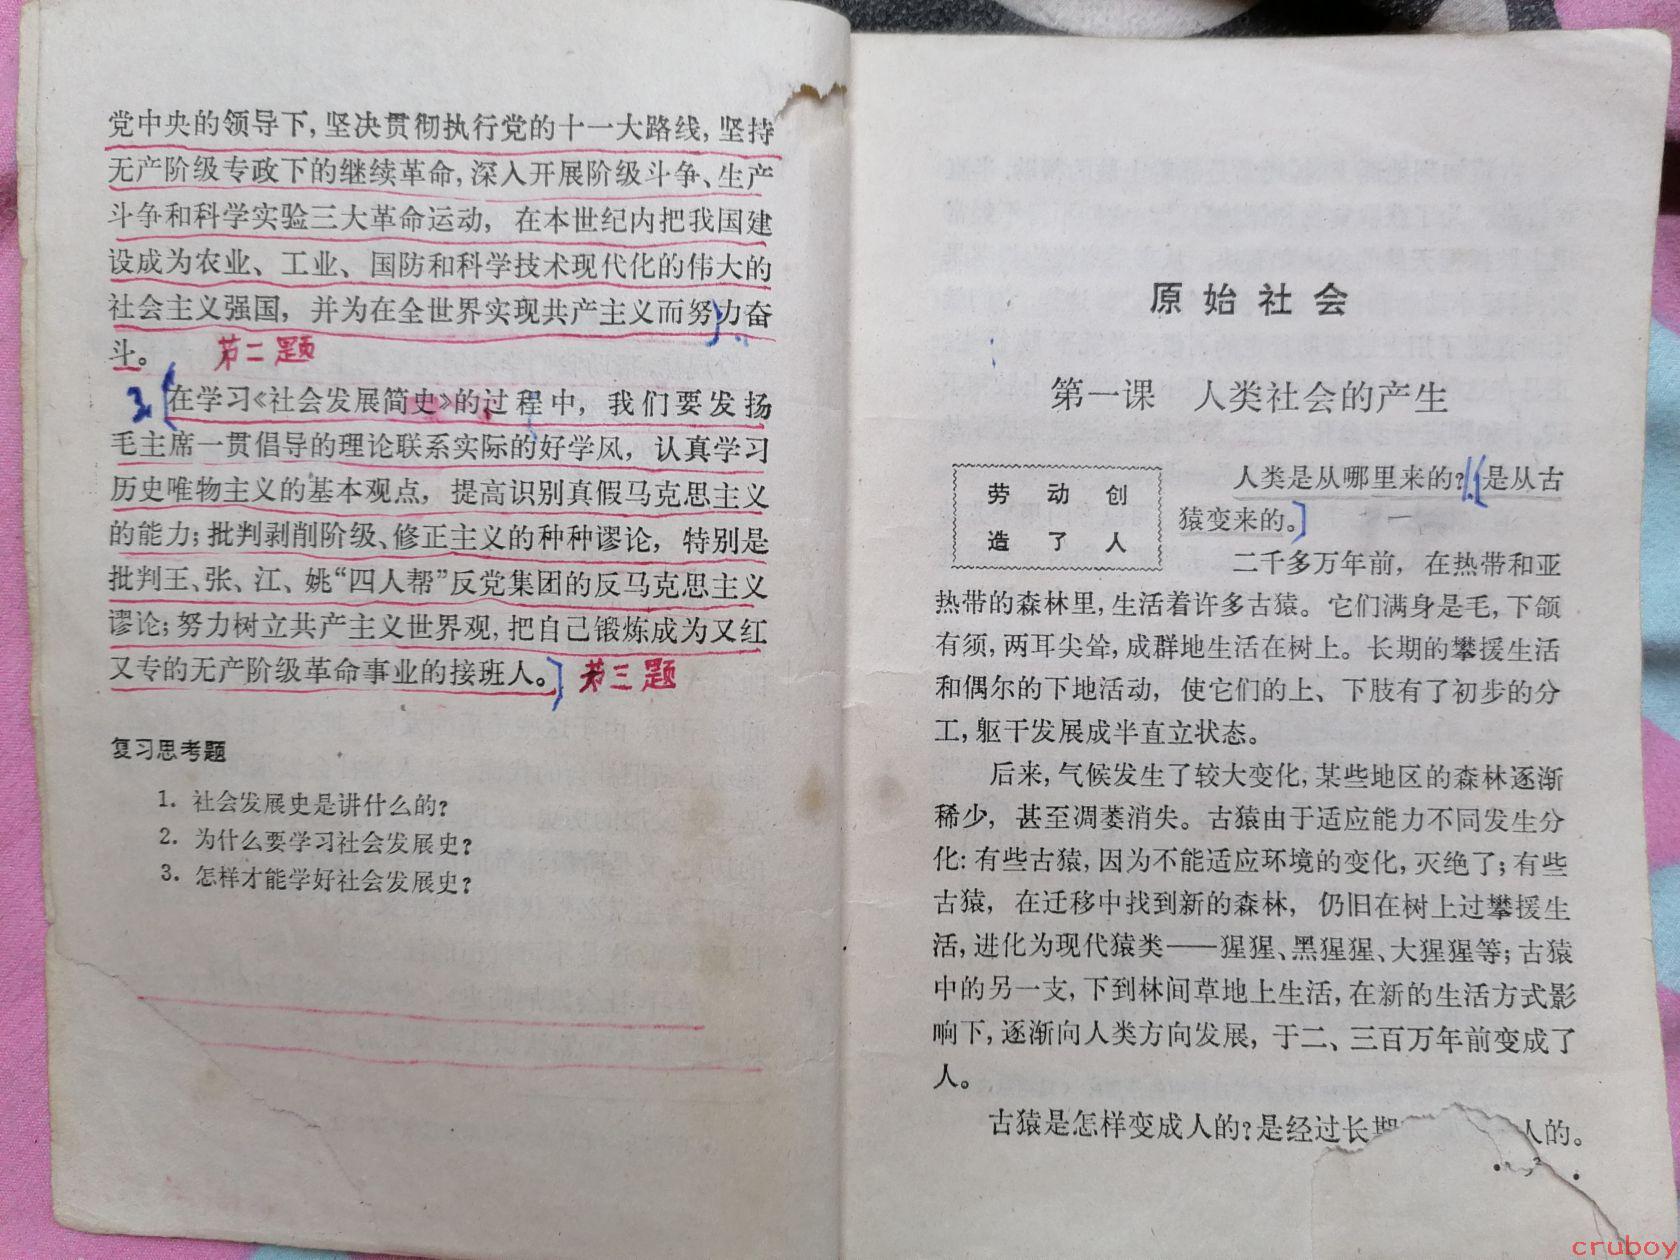 党中央的领导下，坚决贯彻执行党的十一大路线，坚持
无产阶级专政下的继续革命，深入开展阶级斗争、生产
斗争和科学实验三大革命运动，在本世纪内把我国建
设成为农业、工业、国防和科学技术现代化的伟大的
社会主义强国，并为在全世界实现共产主义而努力奋
斗。 第二题
3. 在学习《社会发展简史》的过程中，我们要发扬
毛主席一贯倡导的理论联系实际的好学风，认真学习
历史唯物主义的基本观点，提高识别真假马克思主义
的能力；批判剥削阶级、修正主义的种种谬论，特别是
批判王、张、江、姚“四人帮”反党集团的反马克思主义
谬论；努力树立共产主义世界观，把自己锻炼成为又红
又专的无产阶级革命事业的接班人。 第三题
复习思考题
1. 社会发展史是讲什么的？
2. 为什么要学习社会发展史？
3. 怎样才能学好社会发展史？
原始社会
第一课 人类社会的产生
劳动创
造了人
人类是从哪里来的？是从古
猿变来的。
二千多万年前，在热带和亚
热带的森林里，生活着许多古猿。它们满身是毛，下颌
有须，两耳尖耸，成群地生活在树上。长期的攀援生活
和偶尔的下地活动，使它们的上、下肢有了初步的分
工，躯干发展成半直立状态。
后来，气候发生了较大变化，某些地区的森林逐渐
稀少，甚至凋萎消失。古猿由于适应能力不同发生分
化：有些古猿，因为不能适应环境的变化，灭绝了；有些
古猿，在迁移中找到新的森林，仍旧在树上过攀援生
活，进化为现代猿类——猩猩、黑猩猩、大猩猩等；古猿
中的另一支，下到林间草地上生活，在新的生活方式影
响下，逐渐向人类方向发展，于二、三百万年前变成了
人。
古猿是怎样变成人的？是经过长期 人的。
cruboy